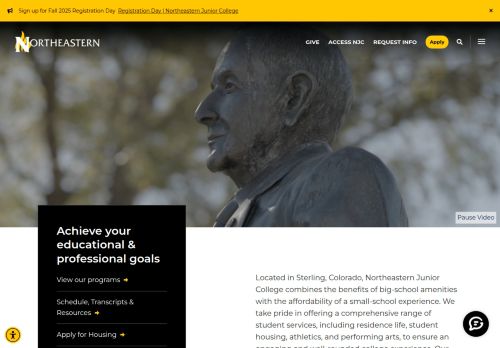 Sign up for Fall 2025 Registration Day Registration Day | Northeastern Junior College ×
NORTHEASTERN
GIVE ACCESS NJC REQUEST INFO Apply
Pause Video
Achieve your
educational &
professional goals
View our programs ➔
Schedule, Transcripts &
Resources ➔
Apply for Housing ➔
Located in Sterling, Colorado, Northeastern Junior
College combines the benefits of big-school amenities
with the affordability of a small-school experience. We
take pride in offering a comprehensive range of
student services, including residence life, student
housing, athletics, and performing arts, to ensure an